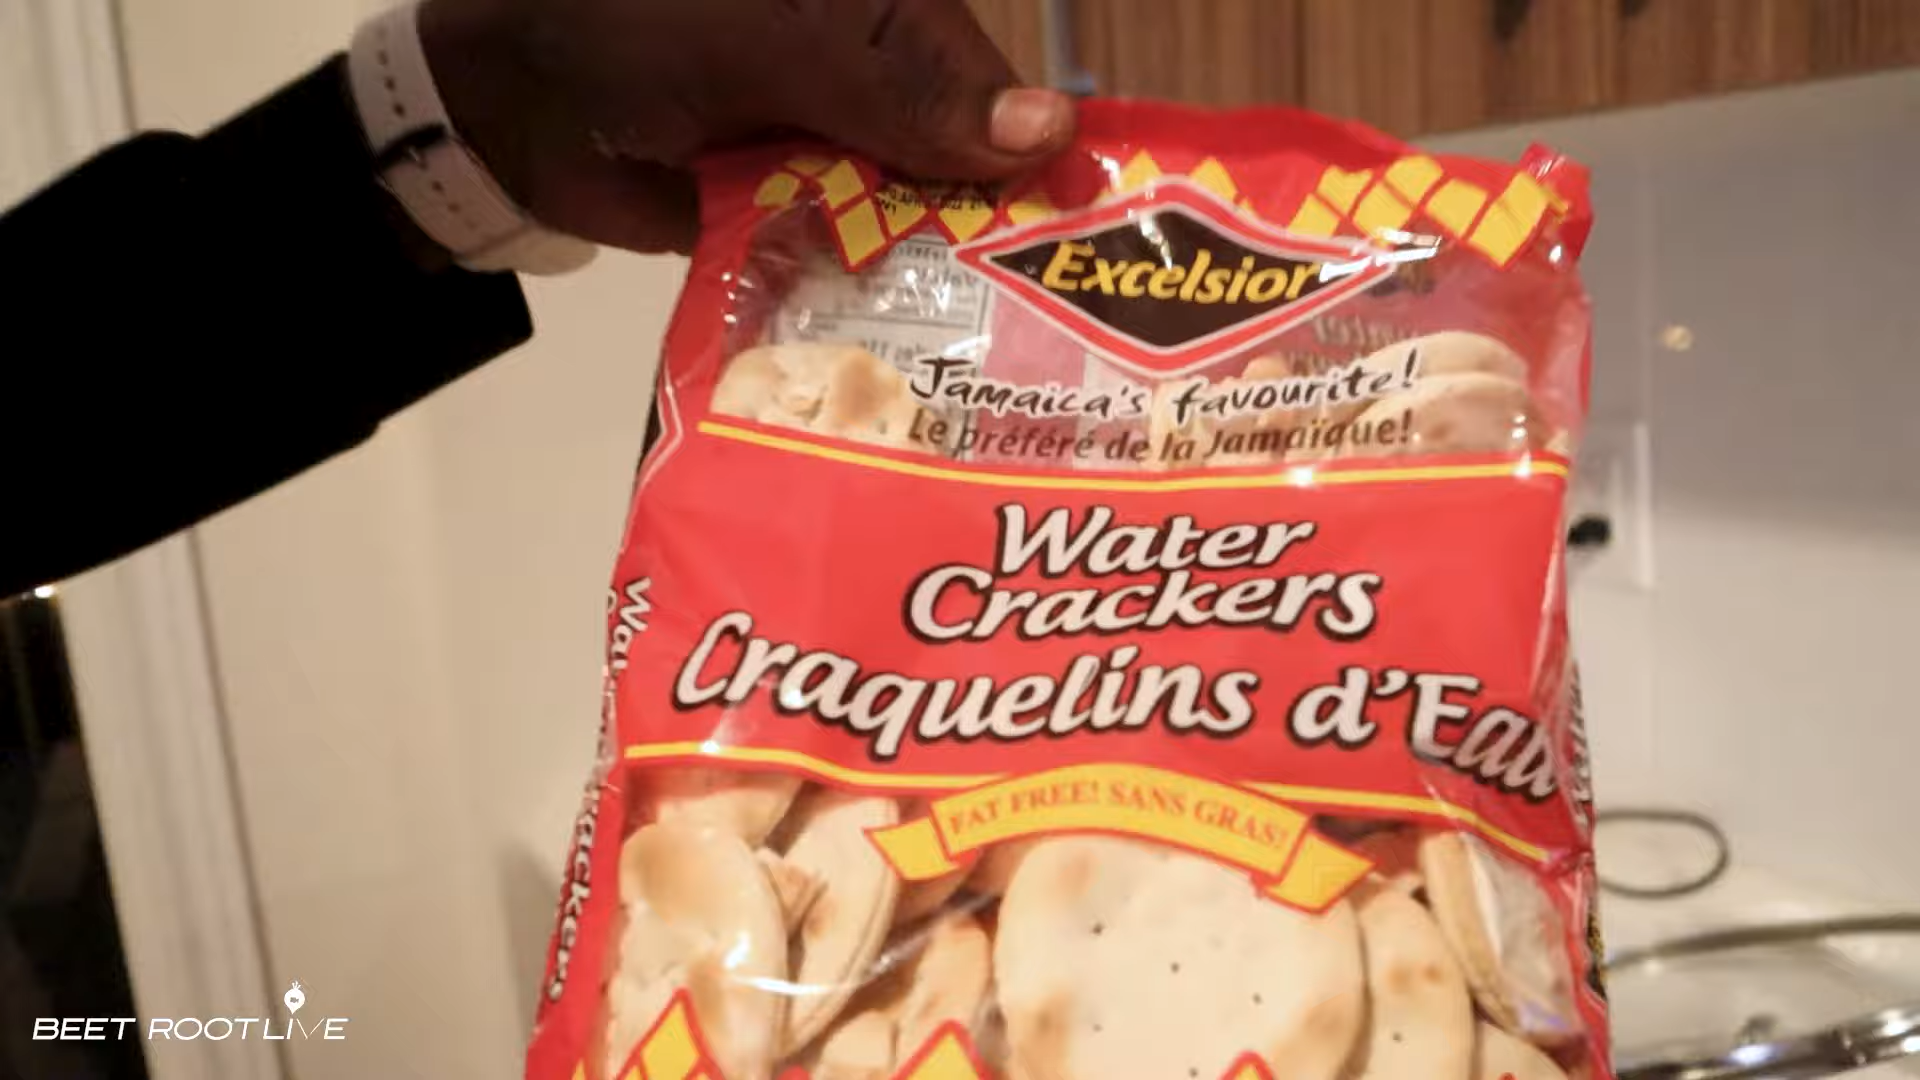 Excelsior
Jamaica's favourite!
Le préféré de la Jamaïque!
Water
Crackers
Craquelins d'Eau
FAT FREE! SANS GRAS!
BEET ROOT LIVE